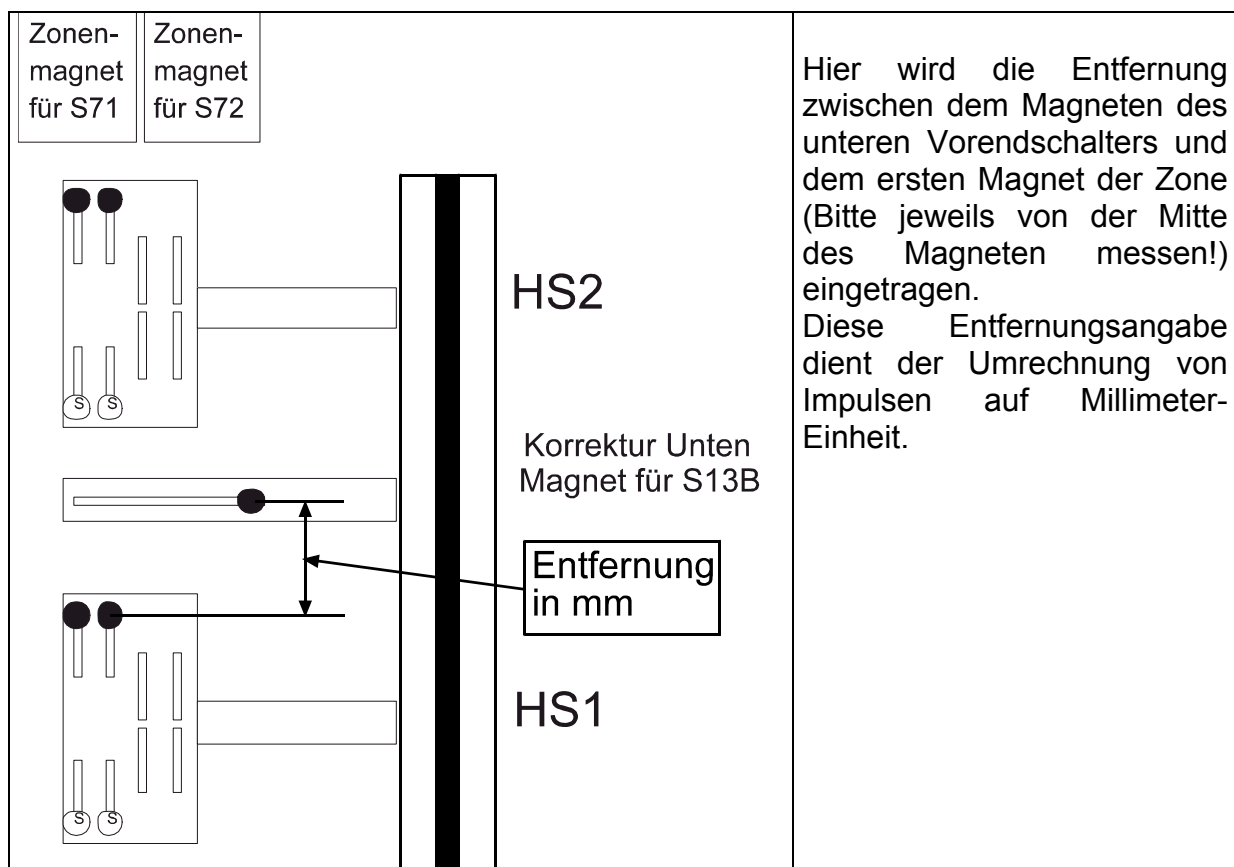 Zonen-
magnet
für S71
Zonen-
magnet
für S72
S S
HS2
Korrektur Unten
Magnet für S13B
Entfernung
in mm
HS1
S S
Hier wird die Entfernung
zwischen dem Magneten des
unteren Vorendschalters und
dem ersten Magnet der Zone
(Bitte jeweils von der Mitte
des Magneten messen!)
eingetragen.
Diese Entfernungsangabe
dient der Umrechnung von
Impulsen auf Millimeter-
Einheit.